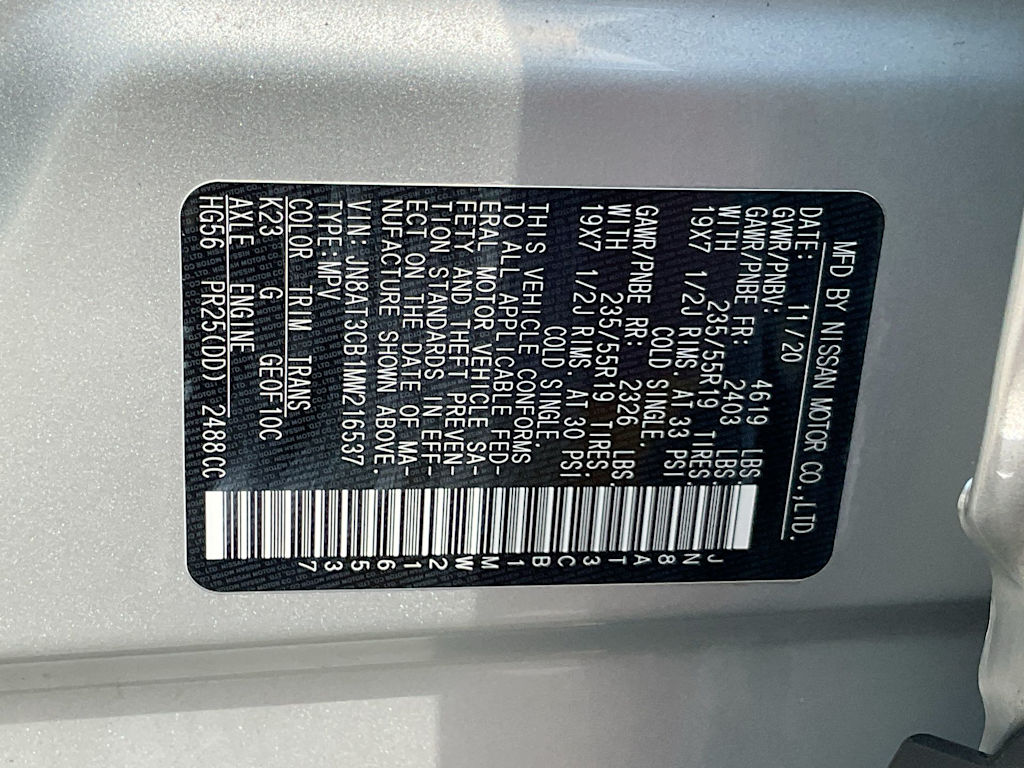 MFD BY NISSAN MOTOR CO.,LTD.
DATE: 11/20
GVWR/PNBV: 4619 LBS.
GAWR/PNBE FR: 2403 LBS.
WITH 235/55R19 TIRES.
19X7 1/2J RIMS. AT 33 PSI
COLD SINGLE,
GAWR/PNBE RR: 2326 LBS.
WITH 235/55R19 TIRES.
19X7 1/2J RIMS. AT 30 PSI
COLD SINGLE,
THIS VEHICLE CONFORMS
TO ALL APPLICABLE FED-
ERAL MOTOR VEHICLE SA-
FETY AND THEFT PREVEN-
TION STANDARDS IN EFF-
ECT ON THE DATE OF MA-
NUFACTURE SHOWN ABOVE.
VIN: JN8AT3CB1MW216537
TYPE:MPV
COLOR TRIM TRANS
K23 G GE0F10C
AXLE ENGINE
HG56 PR25(DD) 2488CC
JN8AT3CB1MW216537